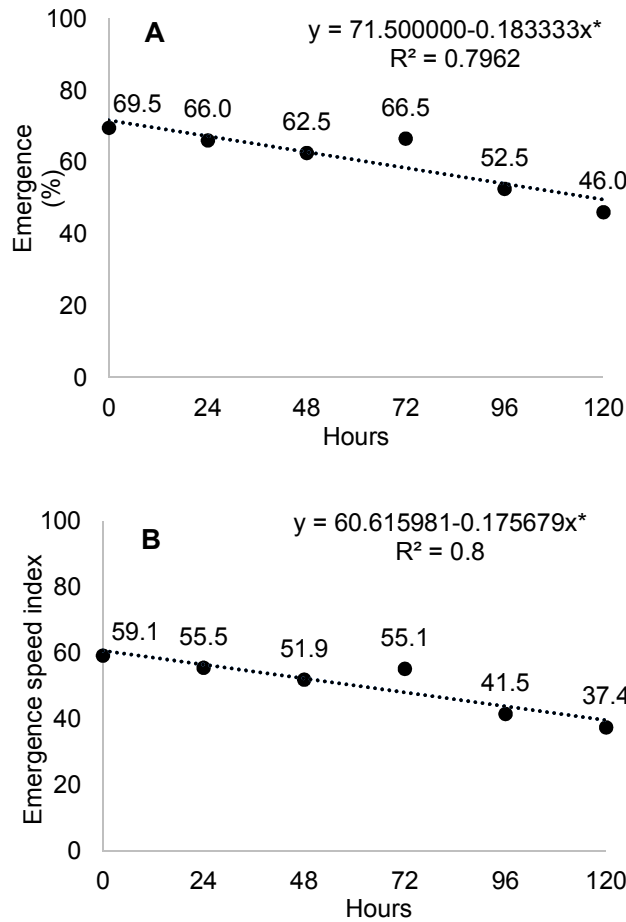 100
A
y = 71.500000-0.183333x*
R² = 0.7962
80
69.5 66.0 62.5 66.5 52.5 46.0
60
Emergence
(%)
40
20
0
0 24 48 72 96 120
Hours
100
B
y = 60.615981-0.175679x*
R² = 0.8
80
59.1 55.5 51.9 55.1 41.5 37.4
60
Emergence speed index
40
20
0
0 24 48 72 96 120
Hours